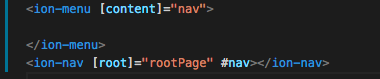 <ion-menu [content]="nav">
</ion-menu>
<ion-nav [root]="rootPage" #nav></ion-nav>